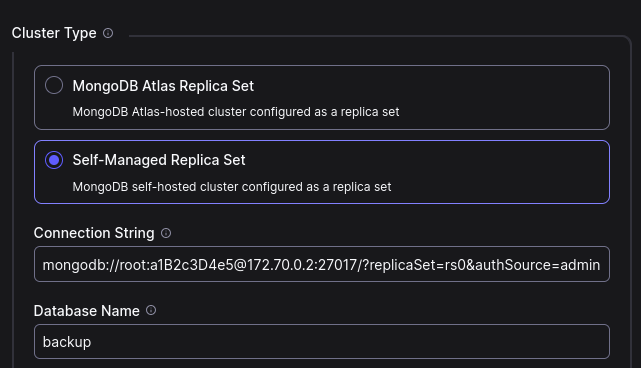 Cluster Type
MongoDB Atlas Replica Set
MongoDB Atlas-hosted cluster configured as a replica set
Self-Managed Replica Set
MongoDB self-hosted cluster configured as a replica set
Connection String
mongodb://root:a1B2c3D4e5@172.70.0.2:27017/?replicaSet=rs0&authSource=admin
Database Name
backup